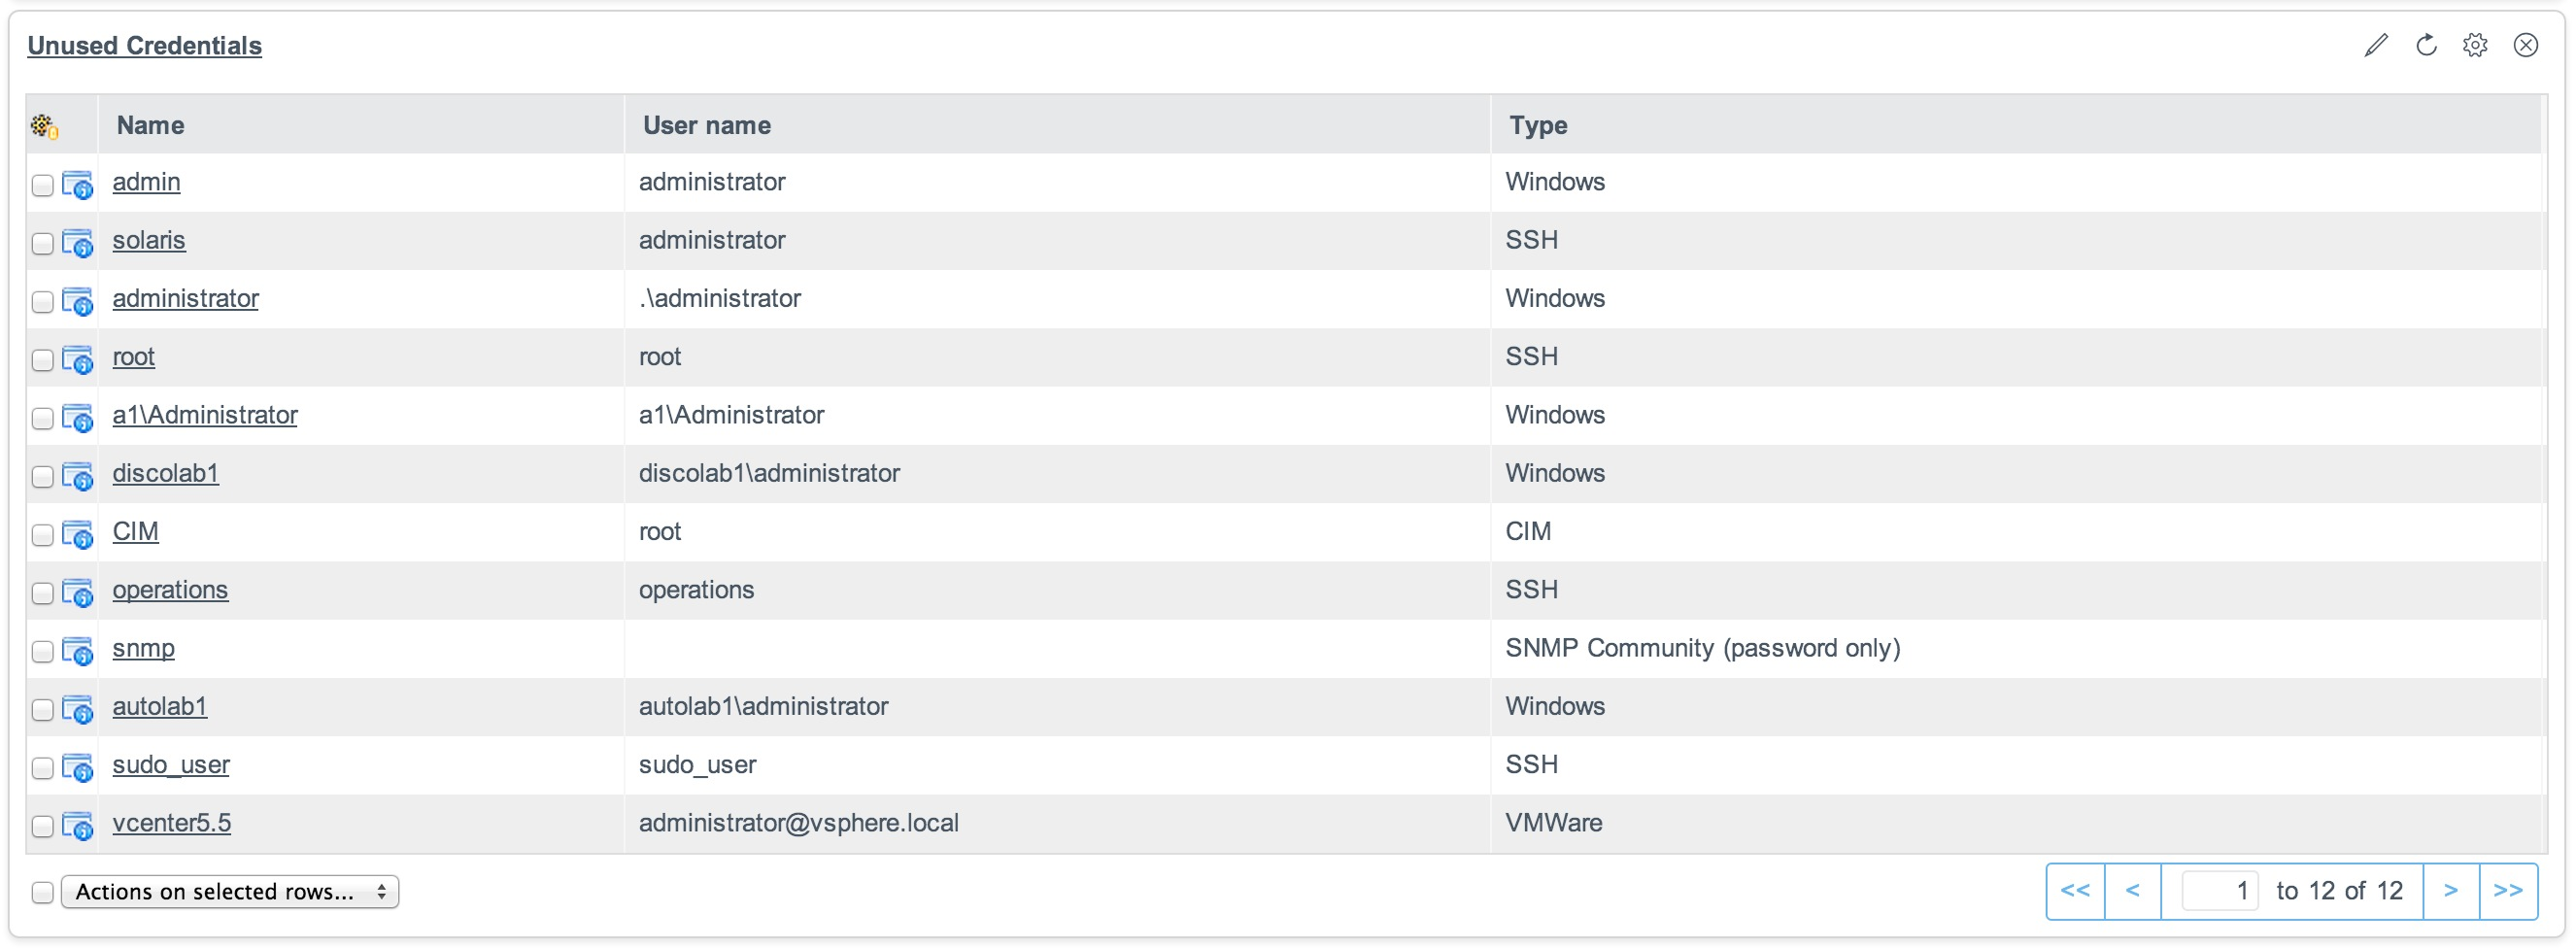 Unused Credentials
Name User name Type
admin administrator Windows
solaris administrator SSH
administrator .\administrator Windows
root root SSH
a1\Administrator a1\Administrator Windows
discolab1 discolab1\administrator Windows
CIM root CIM
operations operations SSH
snmp SNMP Community (password only)
autolab1 autolab1\administrator Windows
sudo_user sudo_user SSH
vcenter5.5 administrator@vsphere.local VMWare
Actions on selected rows... << < 1 to 12 of 12 > >>